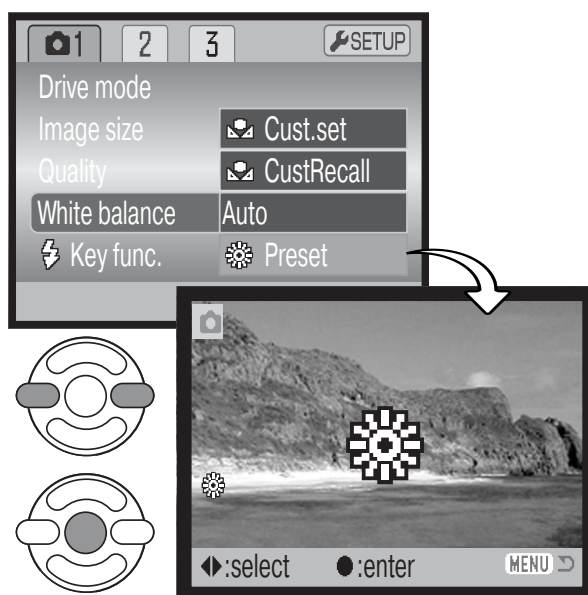 1 2 3 SETUP
Drive mode
Image size Cust.set
Quality CustRecall
White balance Auto
Key func. Preset
:select :enter MENU